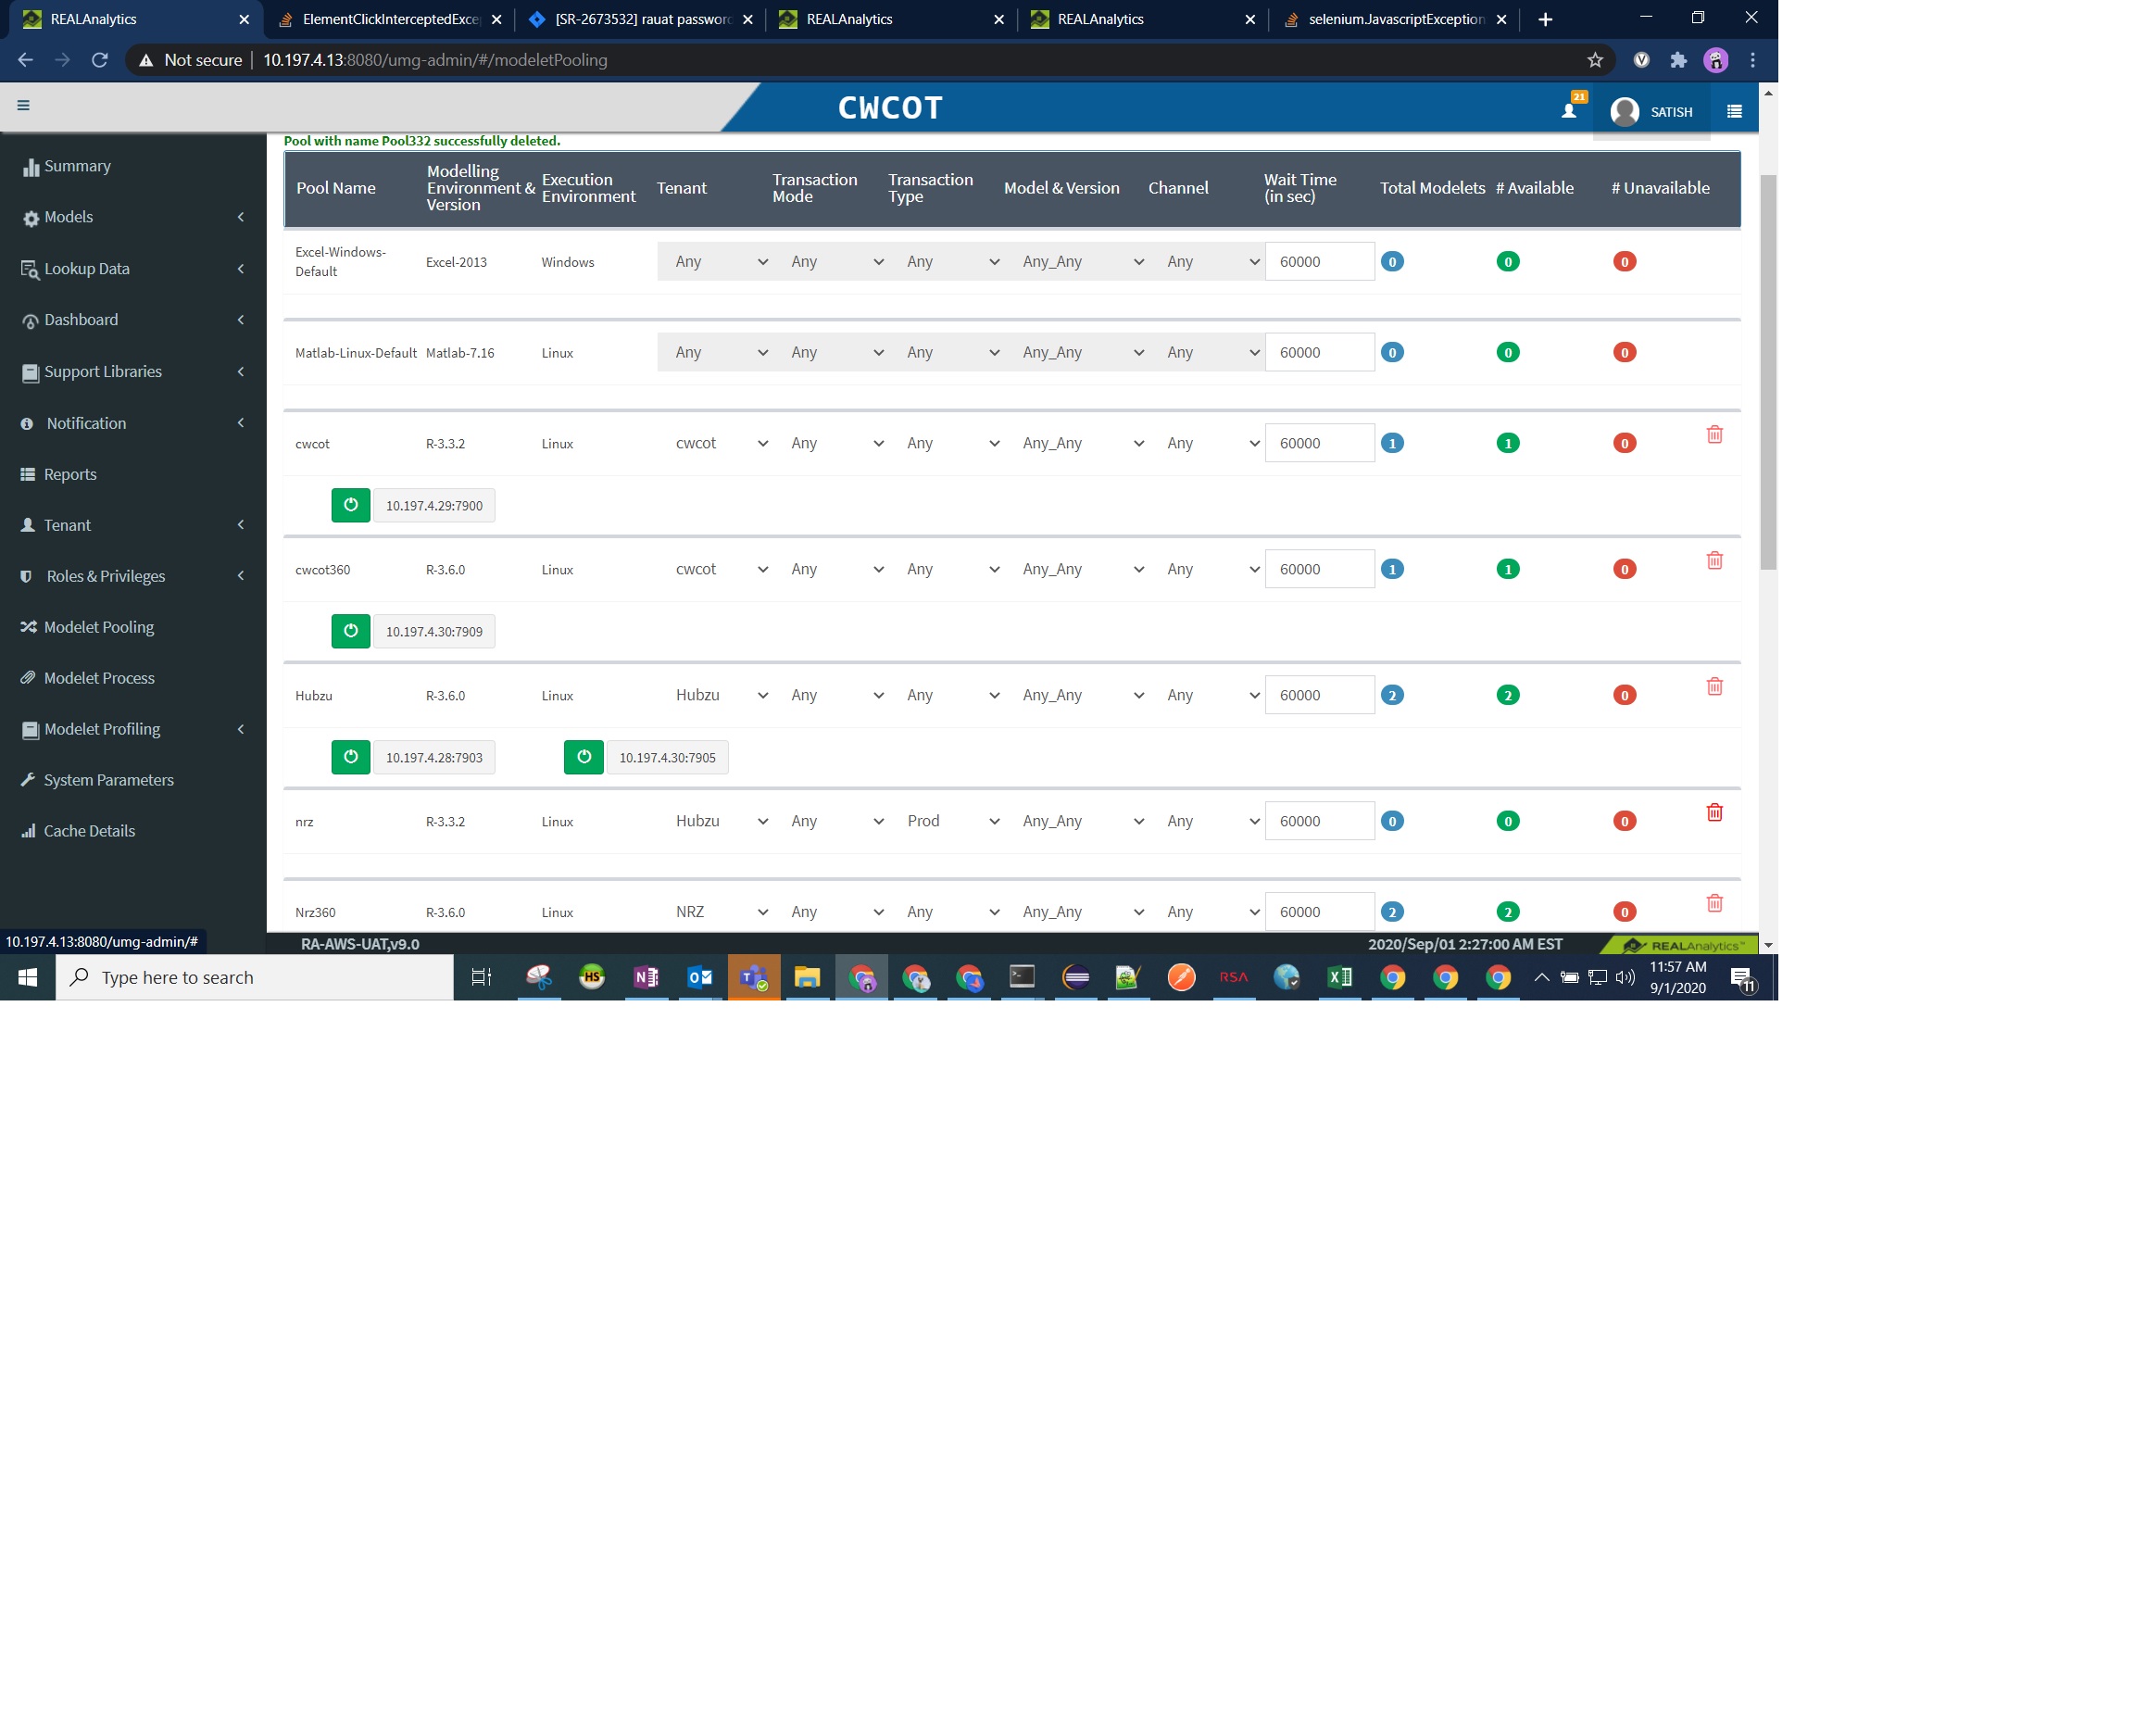 REALAnalytics
ElementClickInterceptedExce
[SR-2673532] rauat password
REALAnalytics
REALAnalytics
selenium.JavascriptException
Not secure
10.197.4.13:8080/umg-admin/#/modeletPooling
V
CWCOT
21
SATISH
Summary
Models
Lookup Data
Dashboard
Support Libraries
Notification
Reports
Tenant
Roles & Privileges
Modelet Pooling
Modelet Process
Modelet Profiling
System Parameters
Cache Details
Pool with name Pool332 successfully deleted.
Pool Name Modelling Environment & Version Execution Environment Tenant Transaction Mode Transaction Type Model & Version Channel Wait Time (in sec) Total Modelets # Available # Unavailable
Excel-Windows-Default Excel-2013 Windows Any Any Any Any_Any Any 60000 0 0 0
Matlab-Linux-Default Matlab-7.16 Linux Any Any Any Any_Any Any 60000 0 0 0
cwcot R-3.3.2 Linux cwcot Any Any Any_Any Any 60000 1 1 0
10.197.4.29:7900
cwcot360 R-3.6.0 Linux cwcot Any Any Any_Any Any 60000 1 1 0
10.197.4.30:7909
Hubzu R-3.6.0 Linux Hubzu Any Any Any_Any Any 60000 2 2 0
10.197.4.28:7903 10.197.4.30:7905
nrz R-3.3.2 Linux Hubzu Any Prod Any_Any Any 60000 0 0 0
Nrz360 R-3.6.0 Linux NRZ Any Any Any_Any Any 60000 2 2 0
10.197.4.13:8080/umg-admin/#
RA-AWS-UAT,v9.0
2020/Sep/01 2:27:00 AM EST
REALAnalytics™
Type here to search
HS
RSA
11:57 AM
9/1/2020
11